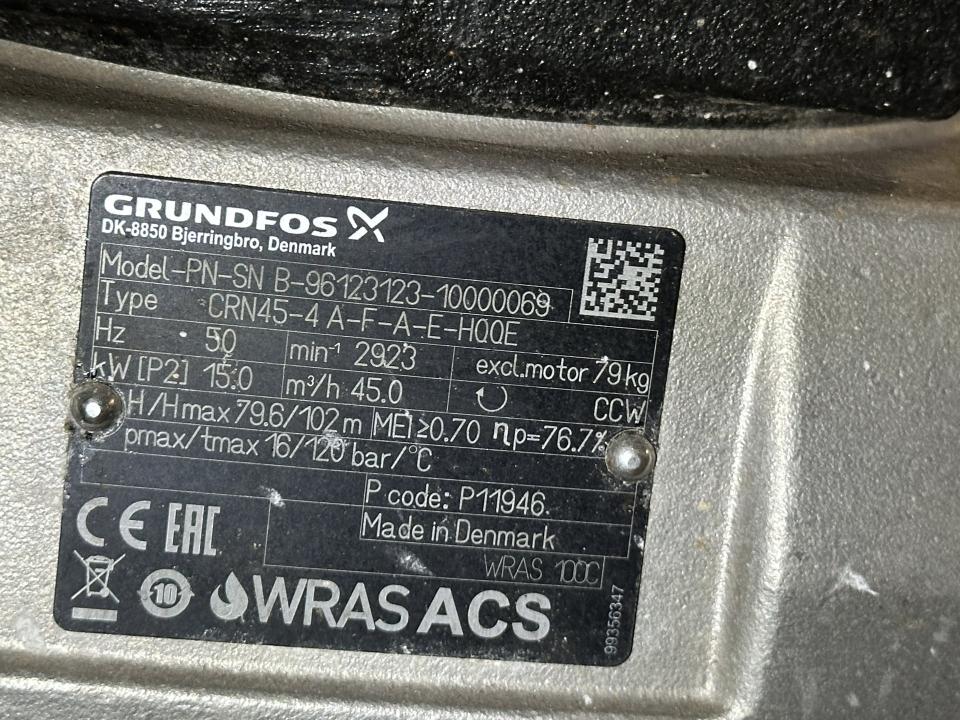 GRUNDFOS
DK-8850 Bjerringbro, Denmark
Model-PN-SN B-96123123-10000069
Type CRN45-4 A-F-A-E-HQQE
Hz 50 min⁻¹ 2923 excl.motor 79kg
kW [P2] 15.0 m³/h 45.0 CCW
H/Hmax 79.6/102 m MEI≥0.70 ηp=76.7%
pmax/tmax 16/120 bar/°C
P code: P11946.
Made in Denmark
WRAS 100C
CE EAC
10 WRAS ACS
99356347